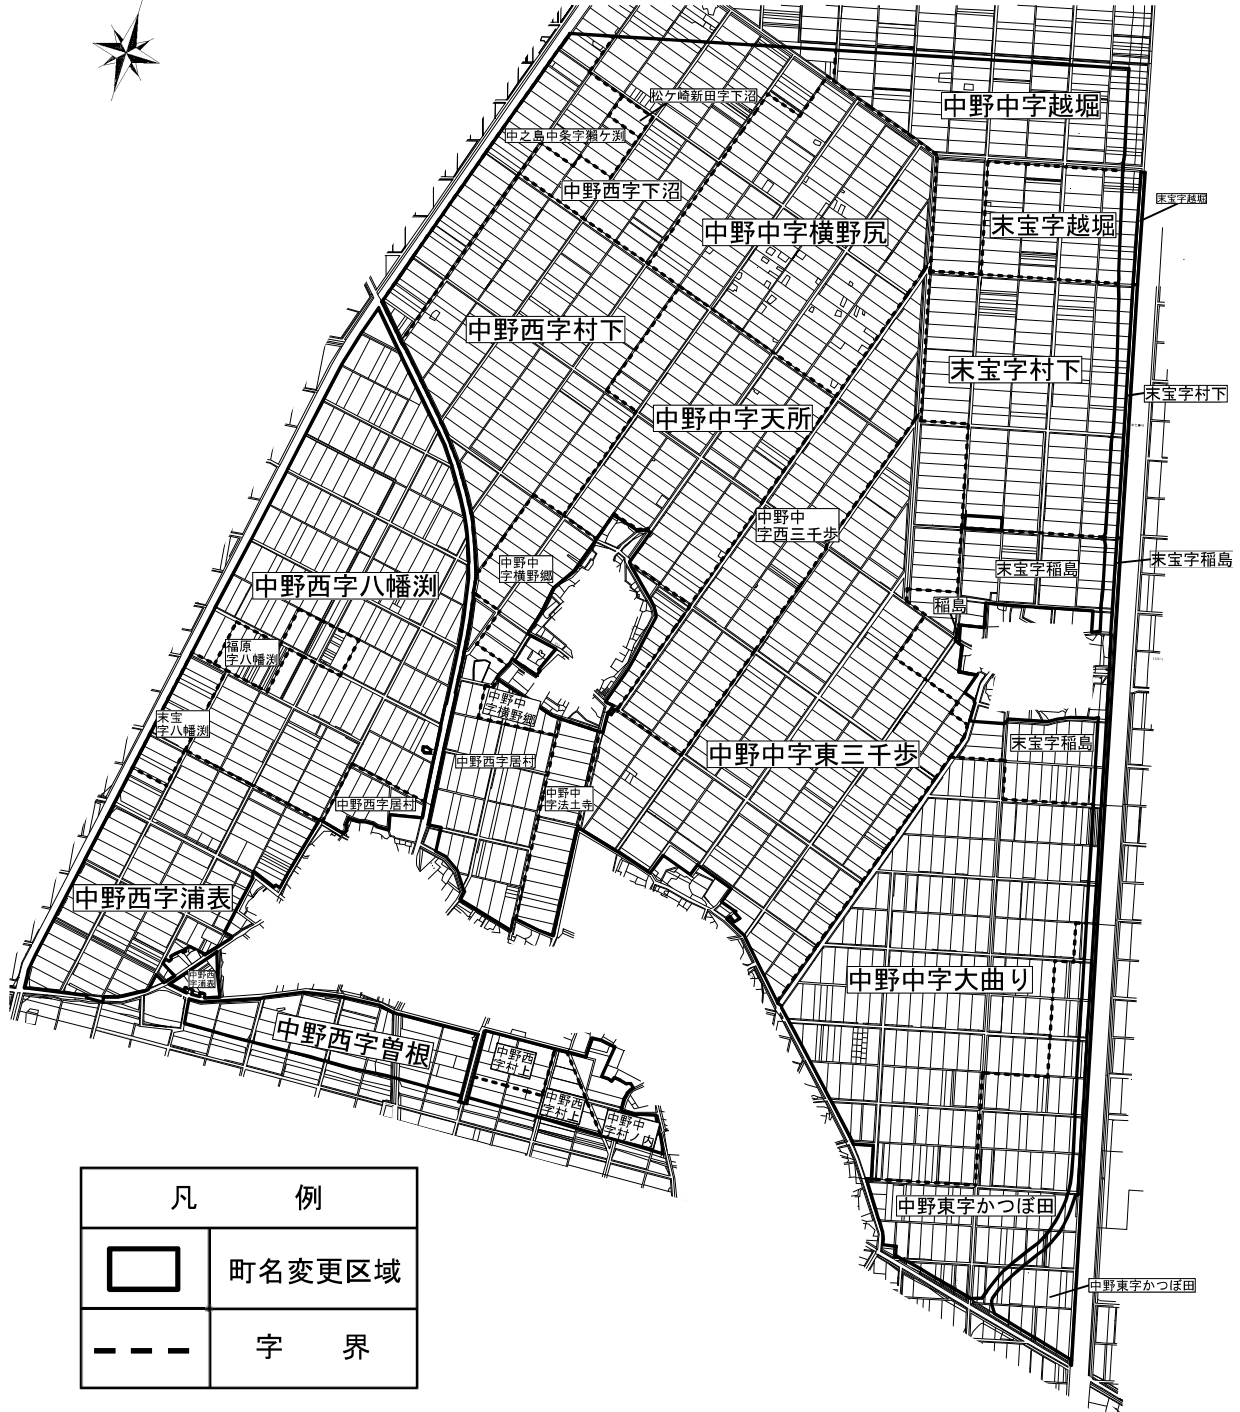 松ケ崎新田字下沼
中野中字越堀
中之島中条字獺ケ渕
中野西字下沼
末宝字越堀
中野中字横野尻
末宝字越堀
中野西字村下
末宝字村下
末宝字村下
中野中字天所
中野中
字西三千歩
末宝字稲島
中野中
字横野郷
末宝字稲島
中野西字八幡渕
稲島
福原
字八幡渕
中野中
字横野郷
末宝
字八幡渕
末宝字稲島
中野中字東三千歩
中野西字居村
中野中
字法土寺
中野西字居村
中野西字浦表
中野西
字浦表
中野中字大曲り
中野西字曽根
中野西
字村上
中野西
字村上
中野中
字村ノ内
中野東字かつぼ田
中野東字かつぼ田
凡 例
町名変更区域
字 界